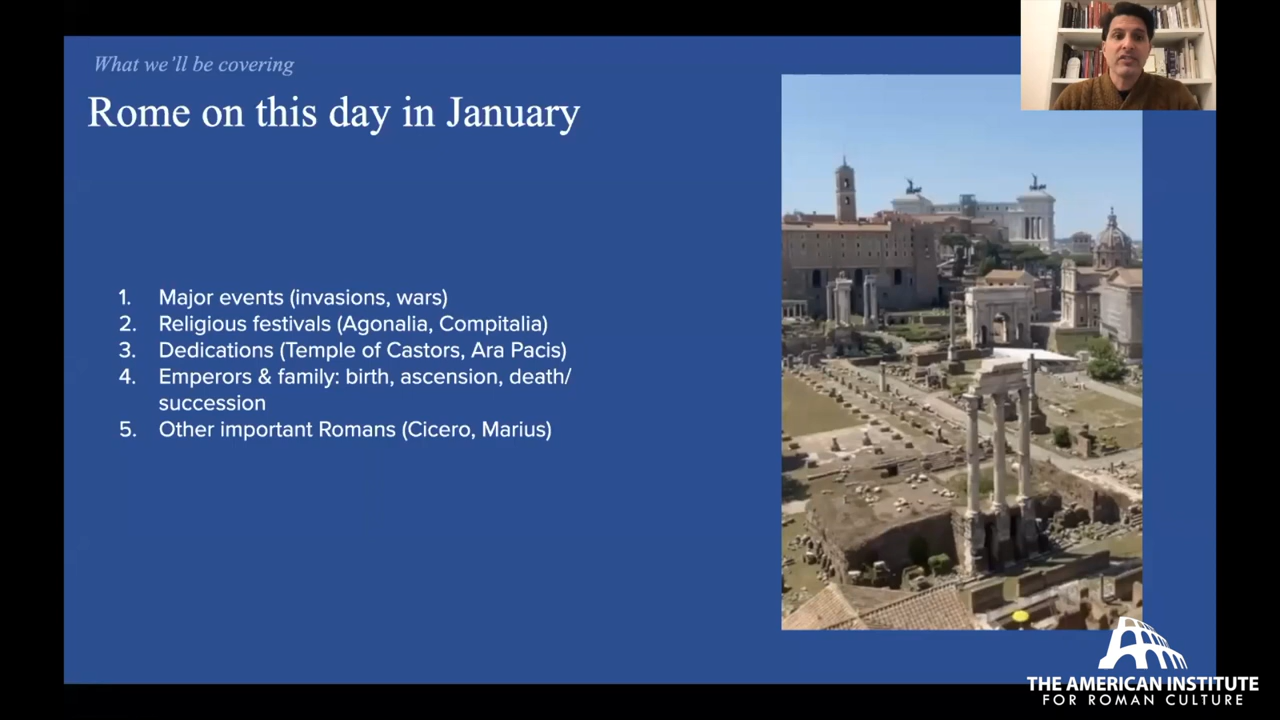 What we'll be covering
Rome on this day in January
1. Major events (invasions, wars)
2. Religious festivals (Agonalia, Compitalia)
3. Dedications (Temple of Castors, Ara Pacis)
4. Emperors & family: birth, ascension, death/
succession
5. Other important Romans (Cicero, Marius)
THE AMERICAN INSTITUTE
FOR ROMAN CULTURE